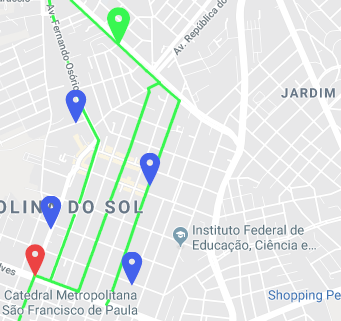 Av. Fernando Osório
Av. República do
JARDIM
OLINA DO SOL
Instituto Federal de
Educação, Ciência e...
Catedral Metropolitana
São Francisco de Paula
Shopping Pe